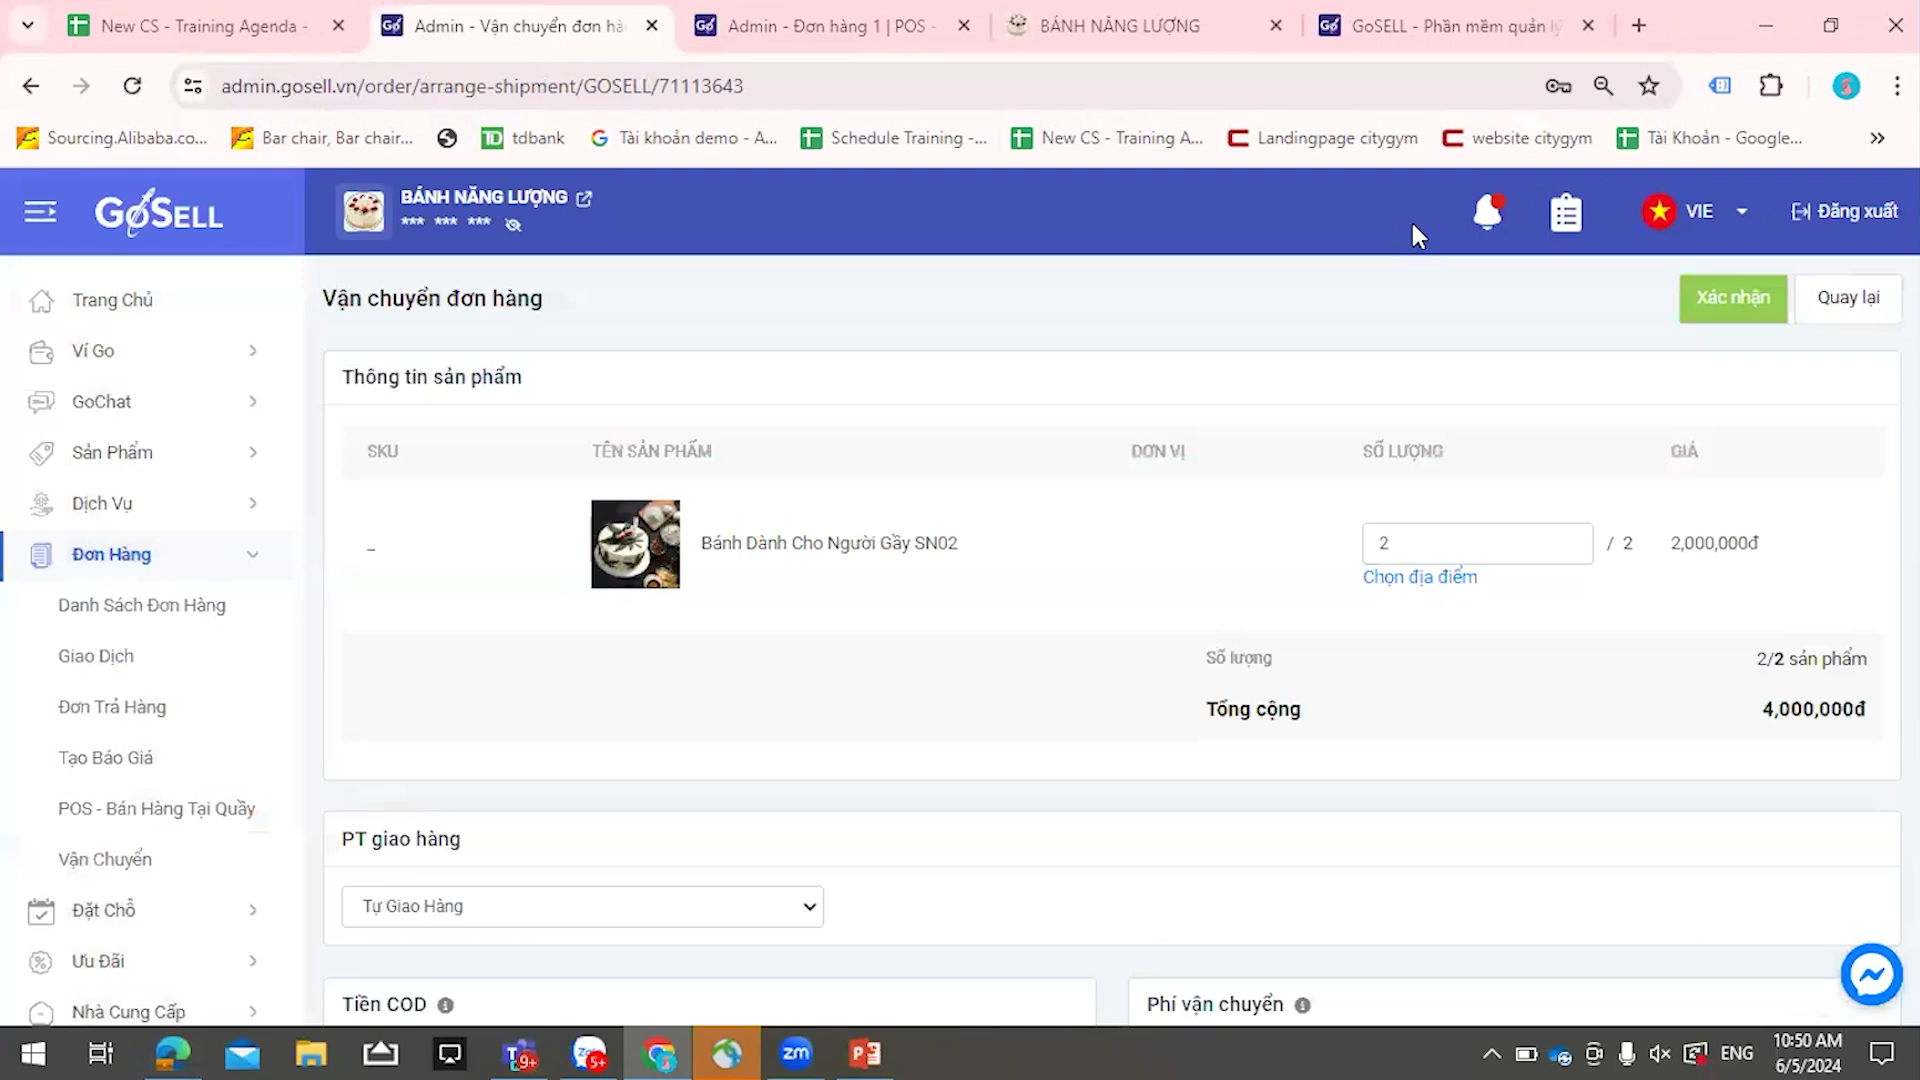 New CS - Training Agenda -
Admin - Vận chuyển đơn hà
Admin - Đơn hàng 1 | POS -
BÁNH NĂNG LƯỢNG
GoSELL - Phần mềm quản lý
admin.gosell.vn/order/arrange-shipment/GOSELL/71113643
Sourcing.Alibaba.co...
Bar chair, Bar chair...
TD tdbank
Tài khoản demo - A...
Schedule Training -...
New CS - Training A...
Landingpage citygym
website citygym
Tài Khoản - Google...
GOSELL
BÁNH NĂNG LƯỢNG
*** *** ***
VIE
Đăng xuất
Trang Chủ
Ví Go
GoChat
Sản Phẩm
Dịch Vụ
Đơn Hàng
Danh Sách Đơn Hàng
Giao Dịch
Đơn Trả Hàng
Tạo Báo Giá
POS - Bán Hàng Tại Quầy
Vận Chuyển
Đặt Chỗ
Ưu Đãi
Nhà Cung Cấp
Vận chuyển đơn hàng
Xác nhận
Quay lại
Thông tin sản phẩm
SKU TÊN SẢN PHẨM ĐƠN VỊ SỐ LƯỢNG GIÁ
_ Bánh Dành Cho Người Gầy SN02 2 / 2 2,000,000đ
Chọn địa điểm
Số lượng 2/2 sản phẩm
Tổng cộng 4,000,000đ
PT giao hàng
Tự Giao Hàng
Tiền COD
Phí vận chuyển
9+
5+
zm
ENG
10:50 AM
6/5/2024